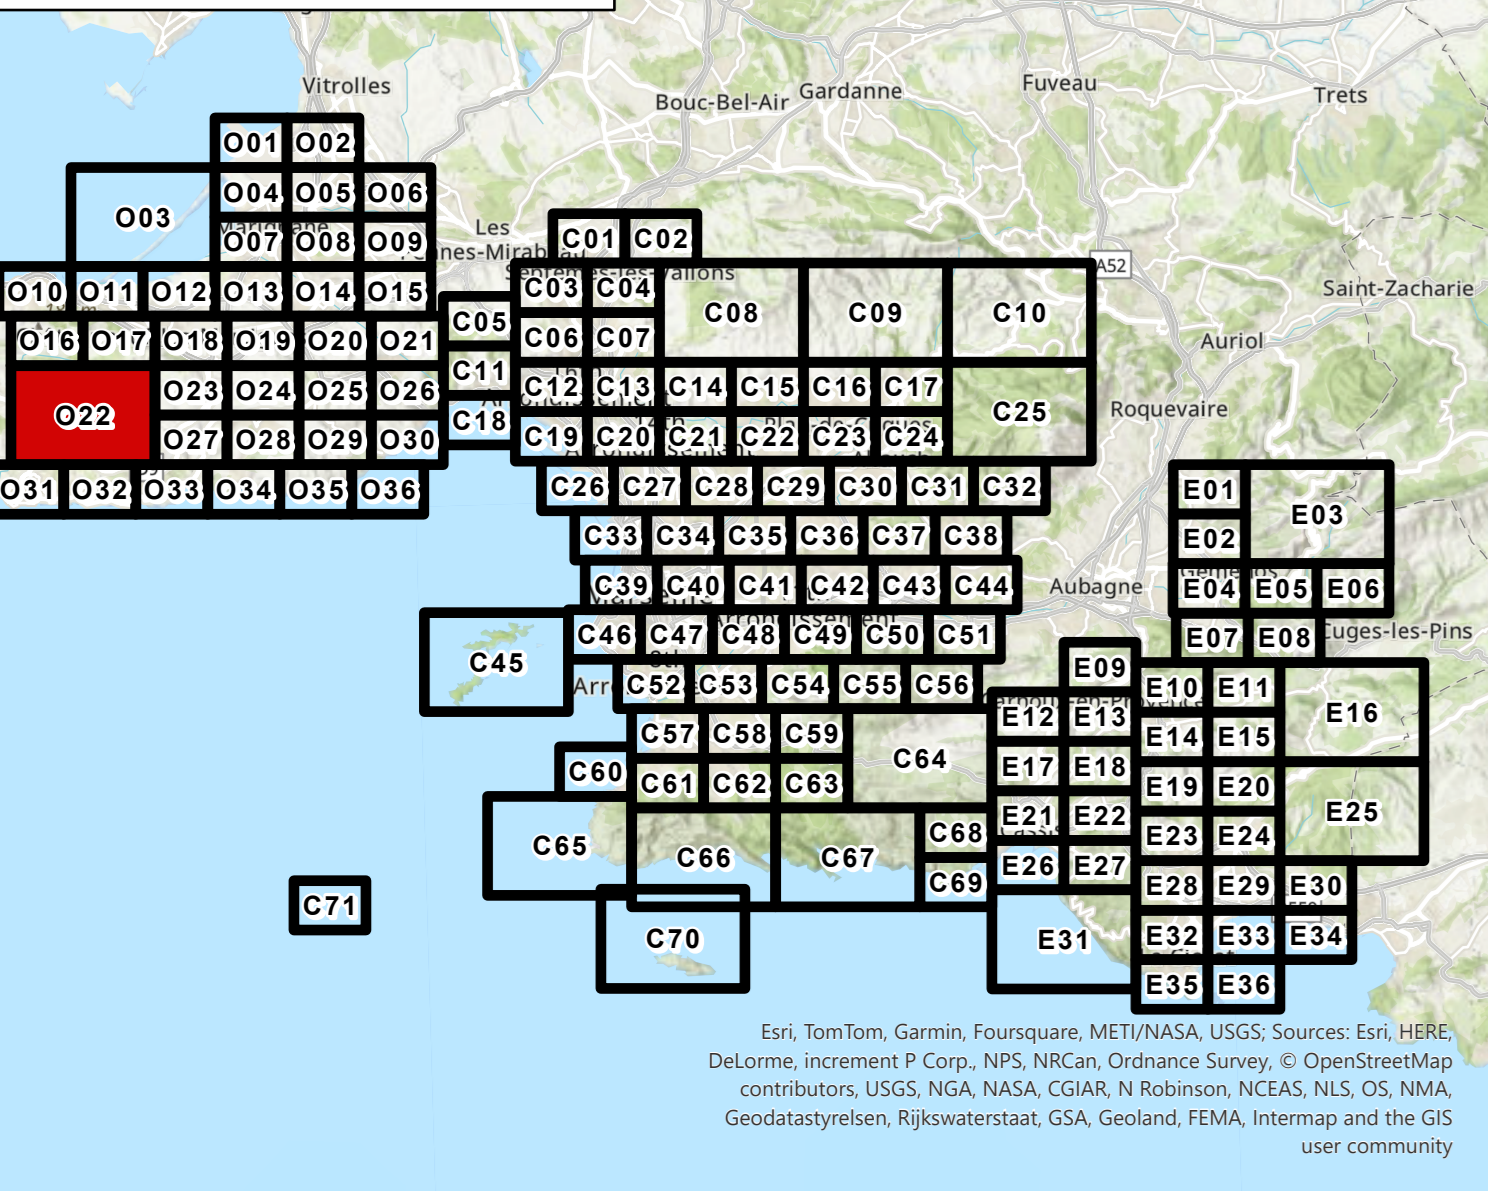 Vitrolles
Bouc-Bel-Air
Gardanne
Fuveau
Trets
O01 O02
O03 O04 O05 O06
O07 O08 O09
Les
C01 C02
A52
O10 O11 O12 O13 O14 O15
C03 C04 C08 C09 C10
Saint-Zacharie
C05
O16 O17 O18 O19 O20 O21
C06 C07
Auriol
C11
O22 O23 O24 O25 O26
C12 C13 C14 C15 C16 C17 C25
Roquevaire
C18
O27 O28 O29 O30
C19 C20 C21 C22 C23 C24
O31 O32 O33 O34 O35 O36
C26 C27 C28 C29 C30 C31 C32
E01 E03
C33 C34 C35 C36 C37 C38
E02
C39 C40 C41 C42 C43 C44
Aubagne
E04 E05 E06
C45 C46 C47 C48 C49 C50 C51
E07 E08
Cuges-les-Pins
E09
C52 C53 C54 C55 C56
E10 E11 E16
C57 C58 C59 C64
E12 E13
E14 E15
C60 C61 C62 C63
E17 E18
E19 E20 E25
C65 C66 C67 C68
E21 E22
E23 E24
C69
E26 E27
E28 E29 E30
C71
C70
E31
E32 E33 E34
E35 E36
Esri, TomTom, Garmin, Foursquare, METI/NASA, USGS; Sources: Esri, HERE,
DeLorme, increment P Corp., NPS, NRCan, Ordnance Survey, © OpenStreetMap
contributors, USGS, NGA, NASA, CGIAR, N Robinson, NCEAS, NLS, OS, NMA,
Geodatastyrelsen, Rijkswaterstaat, GSA, Geoland, FEMA, Intermap and the GIS
user community